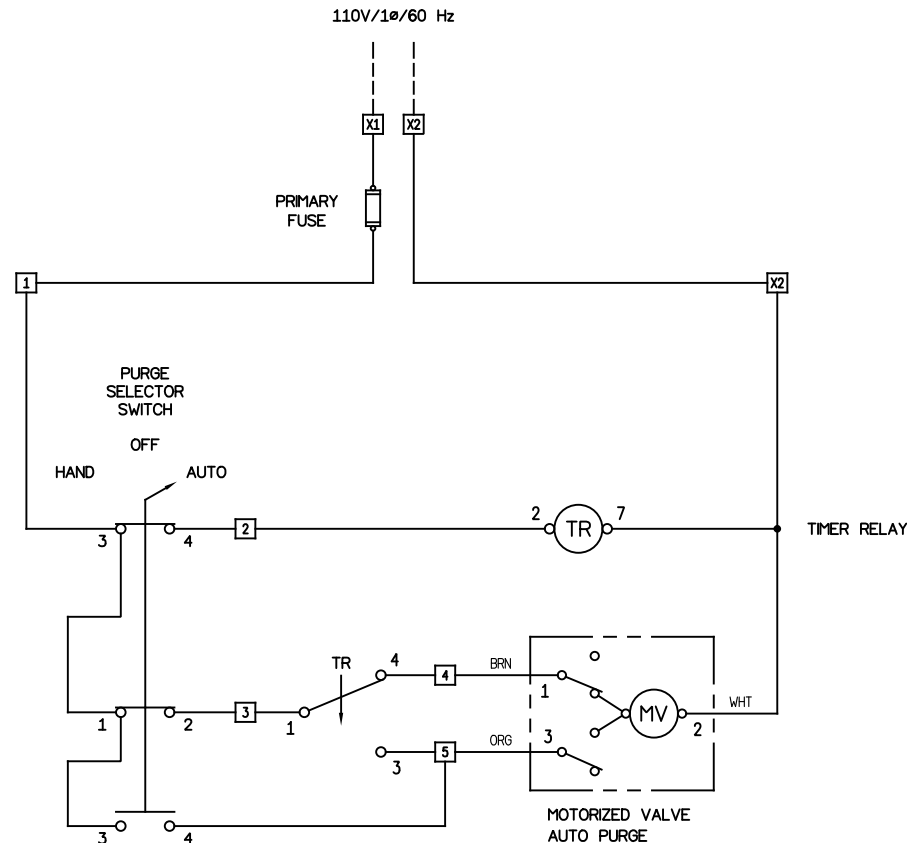 110V/1ø/60 Hz
X1
X2
PRIMARY
FUSE
1
X2
PURGE
SELECTOR
SWITCH
OFF
HAND
AUTO
3
4
2
2
TR
7
TIMER RELAY
TR
4
4
BRN
1
1
2
3
1
MV
2
WHT
3
5
ORG
3
3
4
MOTORIZED VALVE
AUTO PURGE